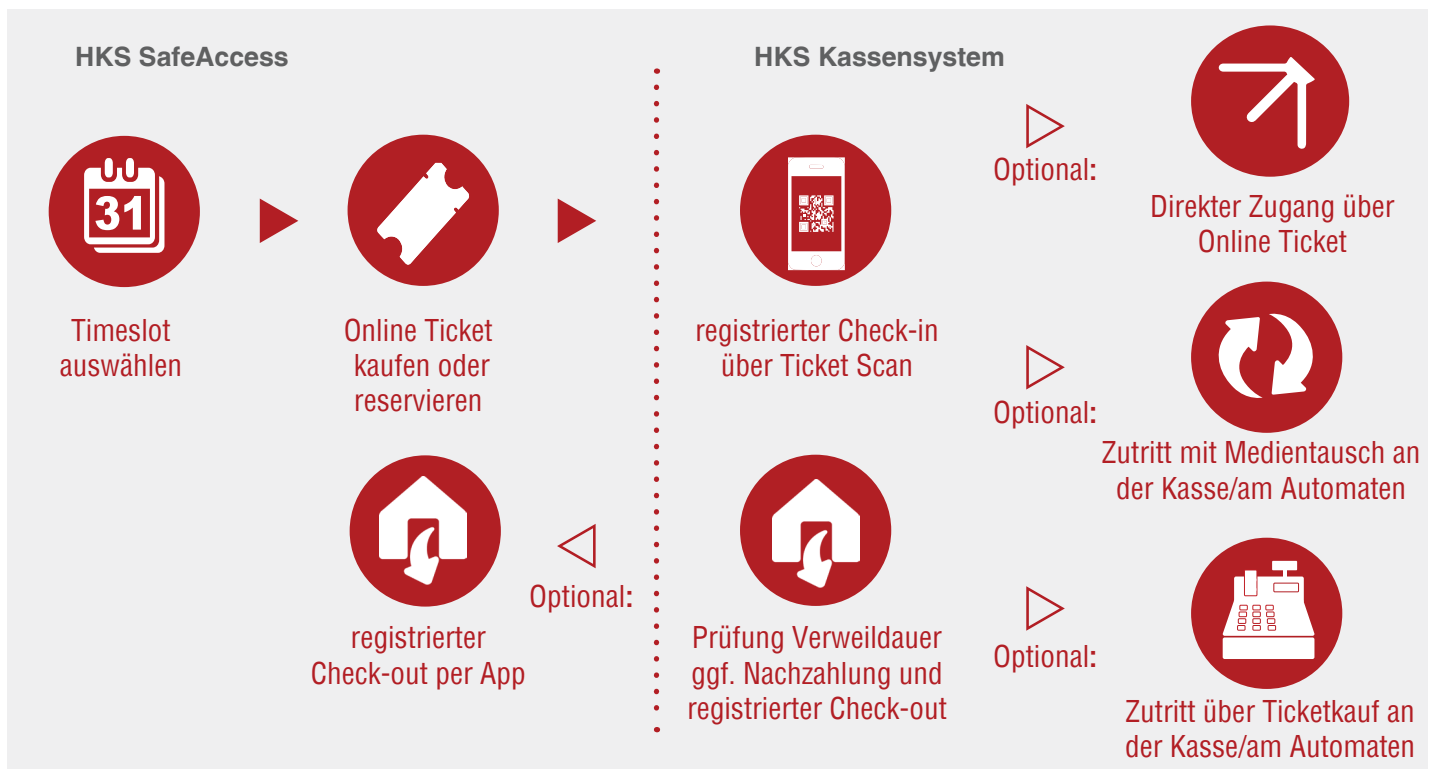 HKS SafeAccess
HKS Kassensystem
31
Timeslot
auswählen
Online Ticket
kaufen oder
reservieren
registrierter Check-in
über Ticket Scan
Optional:
Direkter Zugang über
Online Ticket
Optional:
Zutritt mit Medientausch an
der Kasse/am Automaten
registrierter
Check-out per App
Optional:
Prüfung Verweildauer
ggf. Nachzahlung und
registrierter Check-out
Optional:
Zutritt über Ticketkauf an
der Kasse/am Automaten